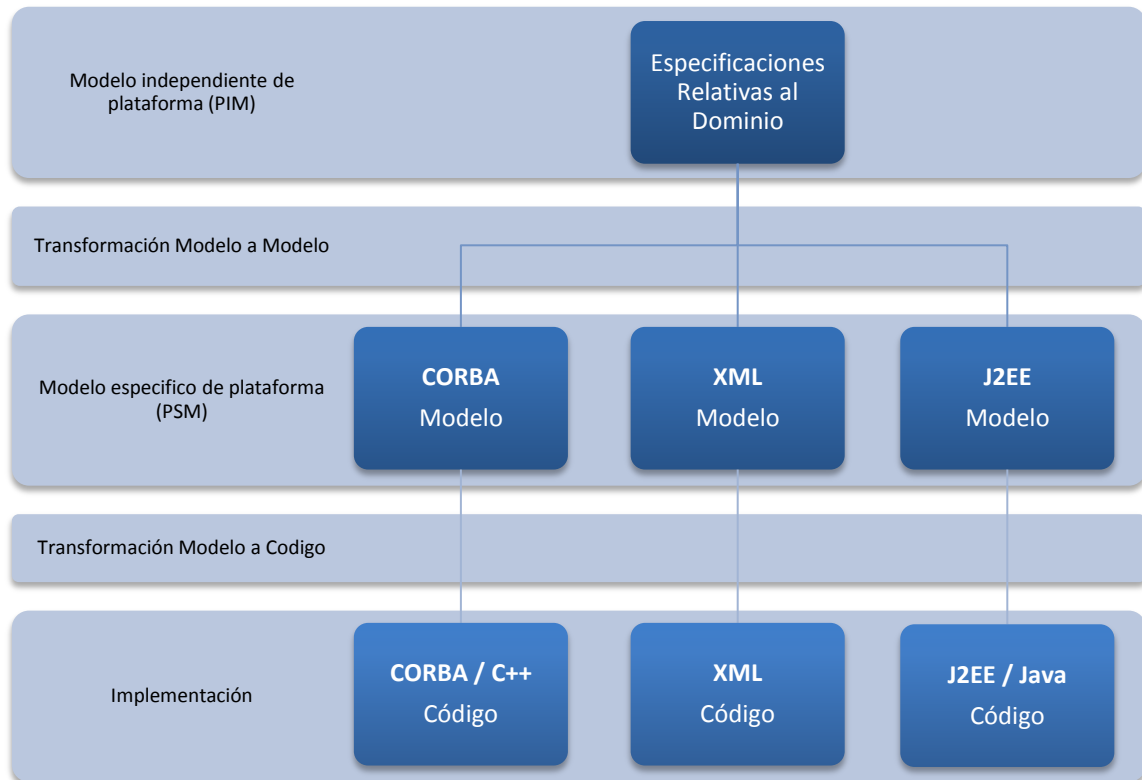 Modelo independiente de
plataforma (PIM)
Especificaciones
Relativas al
Dominio
Transformación Modelo a Modelo
Modelo especifico de plataforma
(PSM)
CORBA
Modelo
XML
Modelo
J2EE
Modelo
Transformación Modelo a Codigo
Implementación
CORBA / C++
Código
XML
Código
J2EE / Java
Código